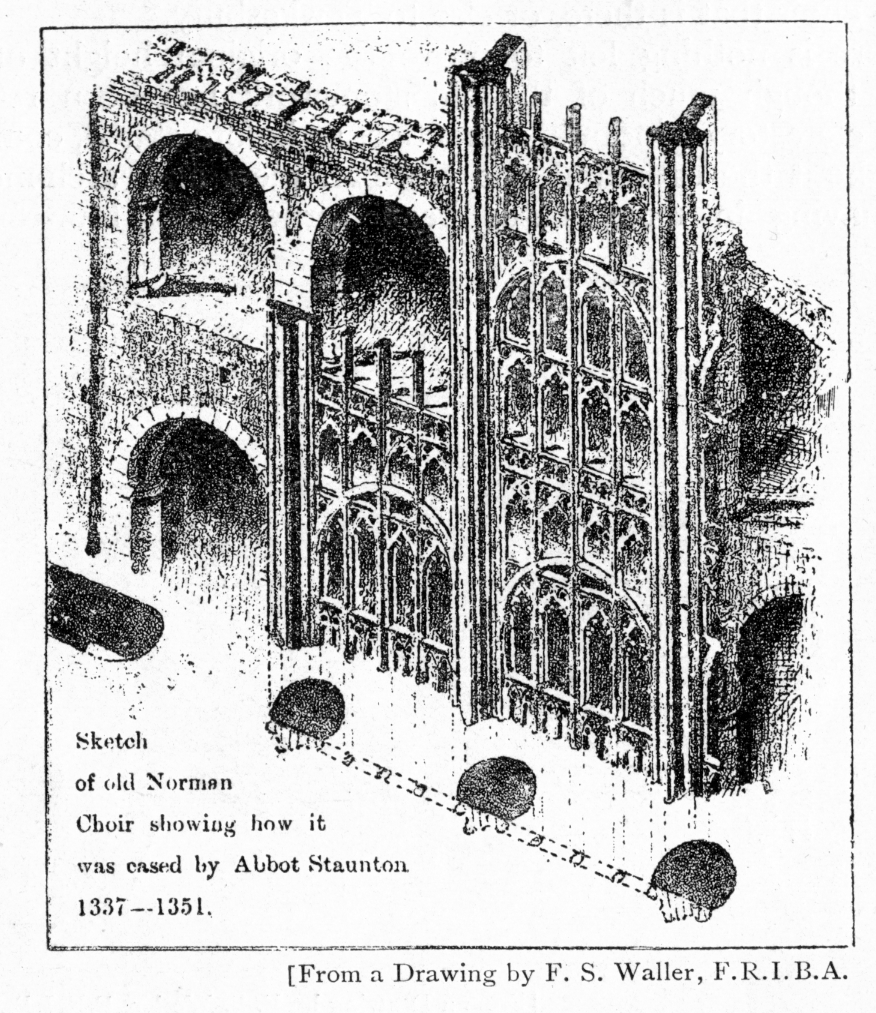 Sketch
of old Norman
Choir showing how it
was cased by Abbot Staunton
1337—1351.
[From a Drawing by F. S. Waller, F.R.I.B.A.